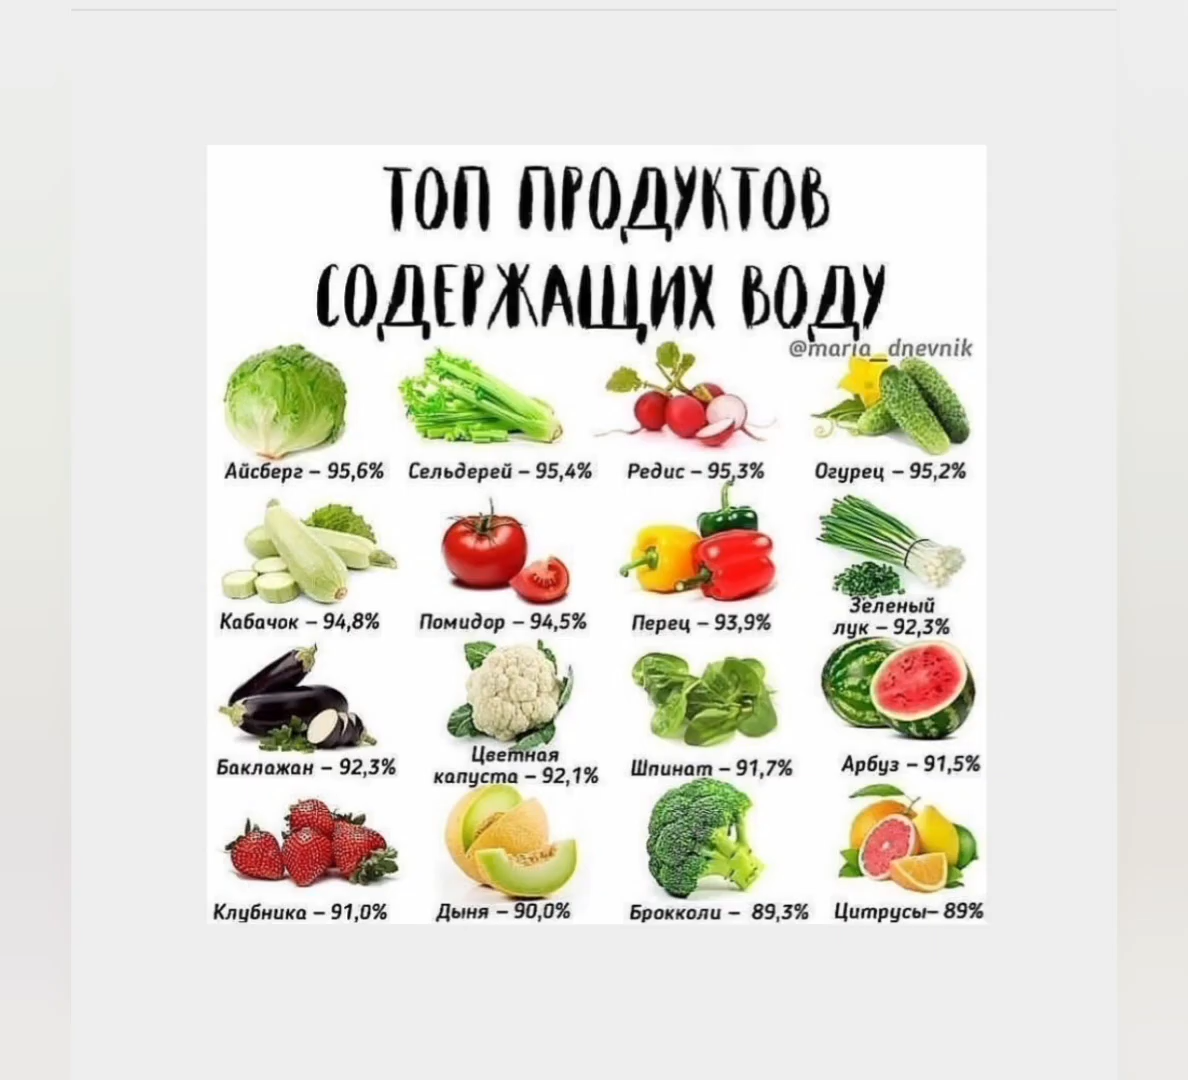 ТОП ПРОДУКТОВ
СОДЕРЖАЩИХ ВОДУ
@maria_dnevnik
Айсберг – 95,6%
Сельдерей – 95,4%
Редис – 95,3%
Огурец – 95,2%
Кабачок – 94,8%
Помидор – 94,5%
Перец – 93,9%
Зеленый
лук – 92,3%
Баклажан – 92,3%
Цветная
капуста – 92,1%
Шпинат – 91,7%
Арбуз – 91,5%
Клубника – 91,0%
Дыня – 90,0%
Брокколи – 89,3%
Цитрусы– 89%